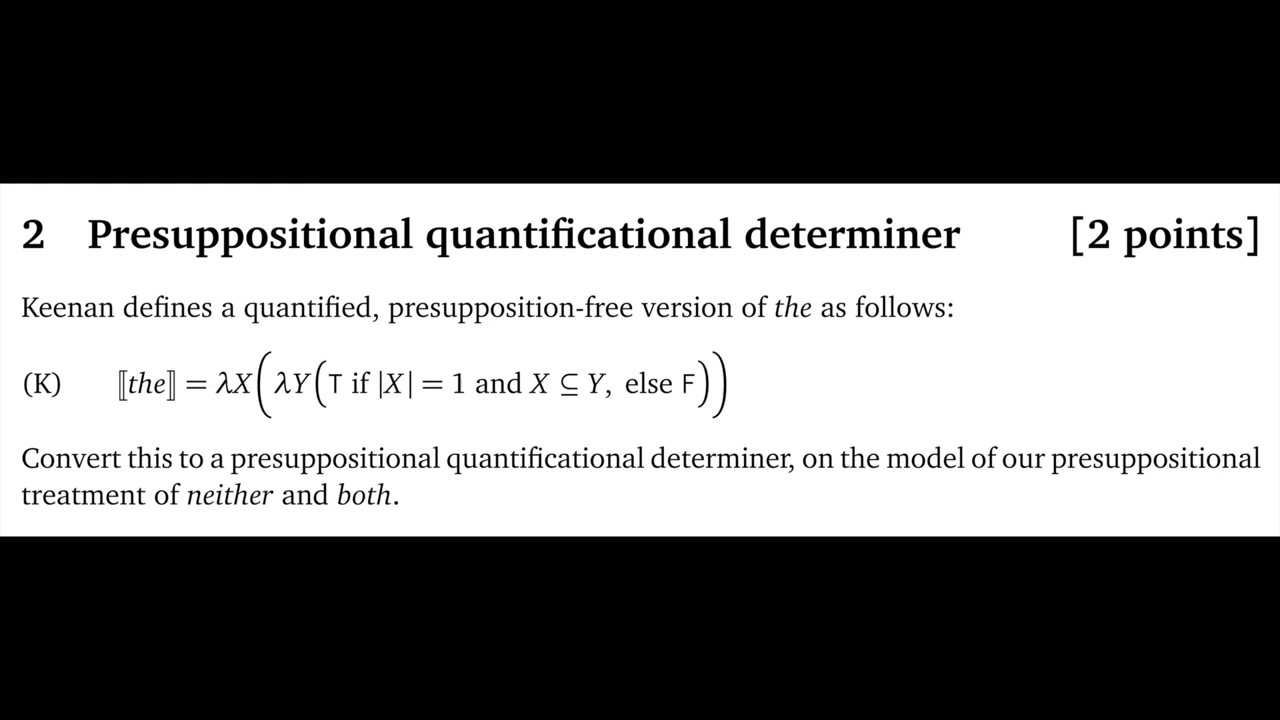 2 Presuppositional quantificational determiner [2 points]
Keenan defines a quantified, presupposition-free version of the as follows:
(K) ⟦the⟧ = λX(λY(T if |X| = 1 and X ⊆ Y, else F))
Convert this to a presuppositional quantificational determiner, on the model of our presuppositional
treatment of neither and both.